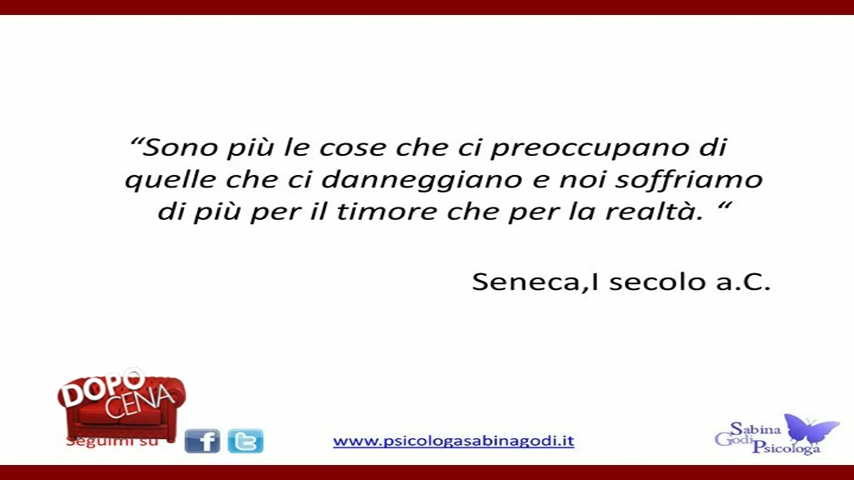 “Sono più le cose che ci preoccupano di
quelle che ci danneggiano e noi soffriamo
di più per il timore che per la realtà. “
Seneca,I secolo a.C.
DOPO
CENA
Seguimi su
www.psicologasabinagodi.it
Sabina
Godi Psicologa